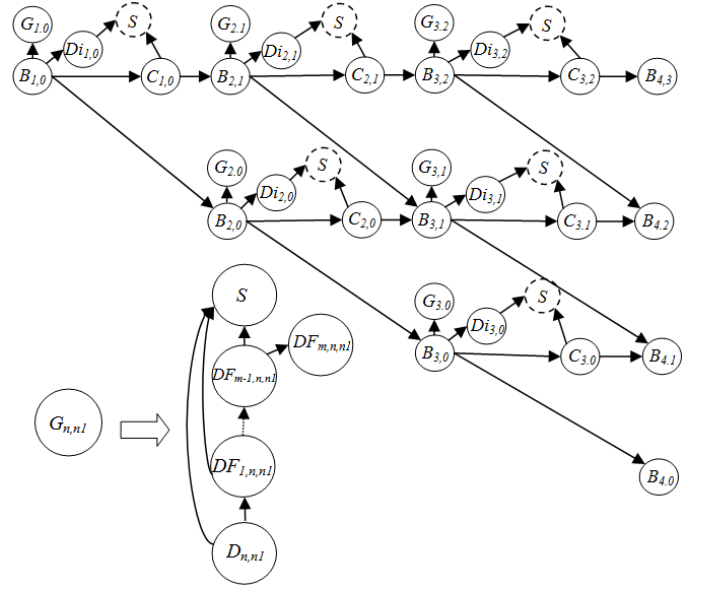 G1.0 S G2.1 S G3.2 S
Di1,0 Di2,1 Di3,2
B1,0 C1,0 B2,1 C2,1 B3,2 C3,2 B4,3
G2.0 S G3,1 S
Di2,0 Di3,1
B2,0 C2,0 B3,1 C3.1 B4.2
S G3.0 S
Di3,0
DFm,n,n1 B3,0 C3.0 B4.1
DFm-1,n,n1
Gn,n1
DF1,n,n1 B4.0
Dn,n1